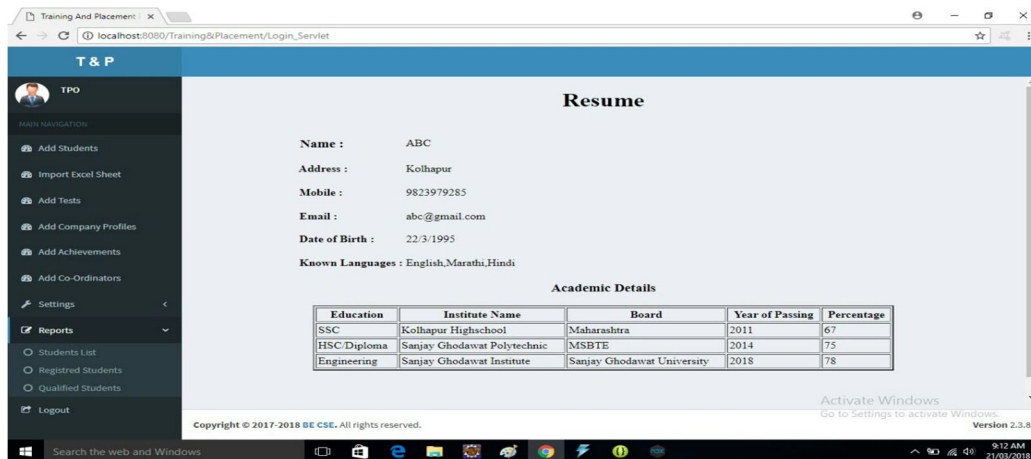 Training And Placement
localhost:8080/Training&Placement/Login_Servlet
T & P
TPO
MAIN NAVIGATION
Add Students
Import Excel Sheet
Add Tests
Add Company Profiles
Add Achievements
Add Co-Ordinators
Settings
Reports
Students List
Registred Students
Qualified Students
Logout
Resume
Name : ABC
Address : Kolhapur
Mobile : 9823979285
Email : abc@gmail.com
Date of Birth : 22/3/1995
Known Languages : English,Marathi,Hindi
Academic Details
Education Institute Name Board Year of Passing Percentage
SSC Kolhapur Highschool Maharashtra 2011 67
HSC/Diploma Sanjay Ghodawat Polytechnic MSBTE 2014 75
Engineering Sanjay Ghodawat Institute Sanjay Ghodawat University 2018 78
Activate Windows
Go to Settings to activate Windows.
Copyright © 2017-2018 BE CSE. All rights reserved.
Version 2.3.8
Search the web and Windows
9:12 AM
21/03/2018